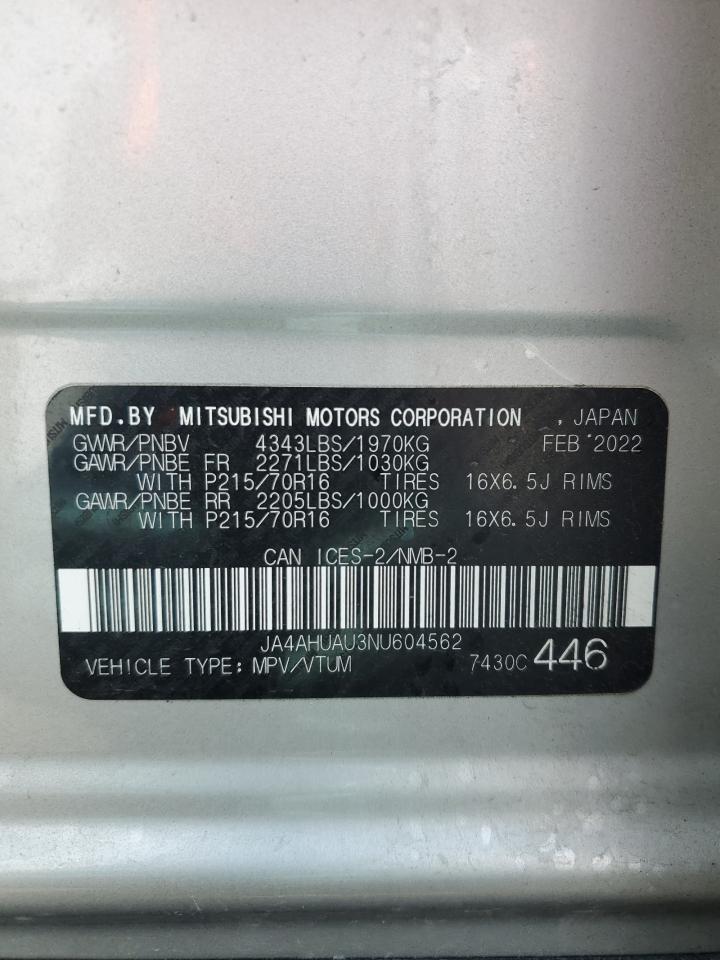 MFD.BY MITSUBISHI MOTORS CORPORATION , JAPAN
GVWR/PNBV 4343LBS/1970KG FEB 2022
GAWR/PNBE FR 2271LBS/1030KG
WITH P215/70R16 TIRES 16X6.5J RIMS
GAWR/PNBE RR 2205LBS/1000KG
WITH P215/70R16 TIRES 16X6.5J RIMS
CAN ICES-2/NMB-2
JA4AHUAU3NU604562
VEHICLE TYPE: MPV/VTUM 7430C 446